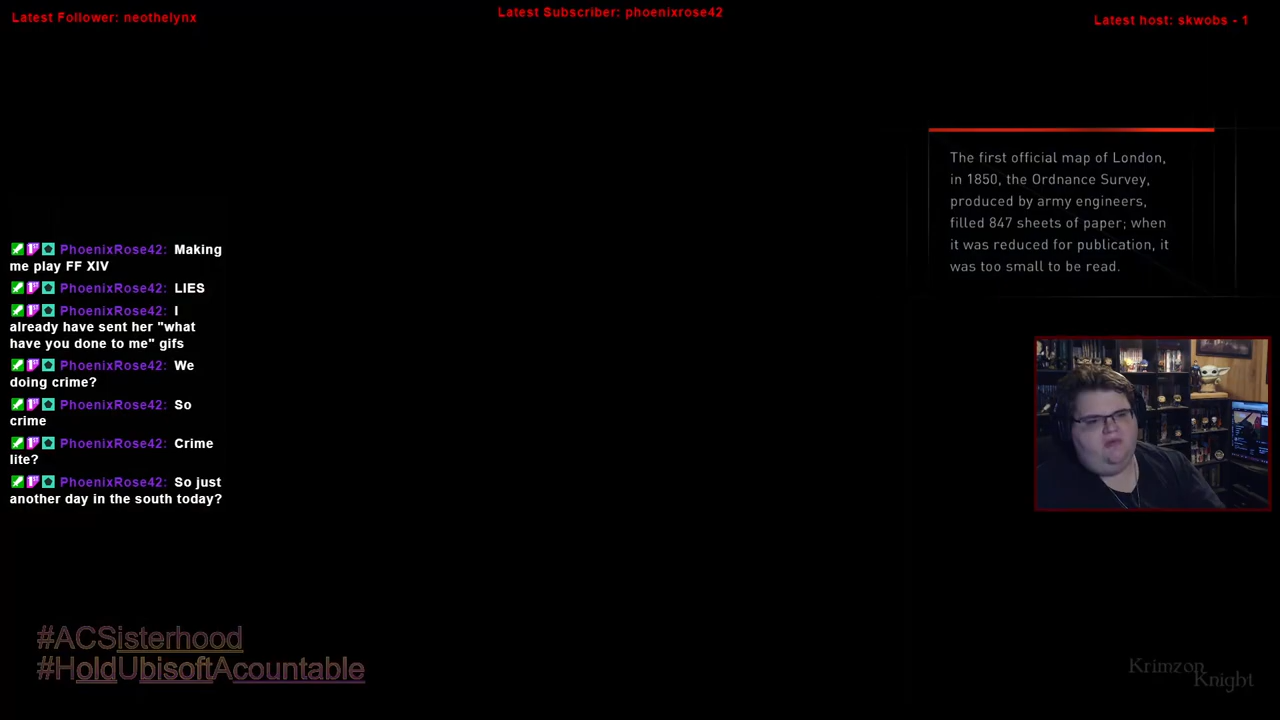 Latest Follower: neothelynx
Latest Subscriber: phoenixrose42
Latest host: skwobs - 1
The first official map of London,
in 1850, the Ordnance Survey,
produced by army engineers,
filled 847 sheets of paper; when
it was reduced for publication, it
was too small to be read.
PhoenixRose42: Making
me play FF XIV
PhoenixRose42: LIES
PhoenixRose42: I
already have sent her "what
have you done to me" gifs
PhoenixRose42: We
doing crime?
PhoenixRose42: So
crime
PhoenixRose42: Crime
lite?
PhoenixRose42: So just
another day in the south today?
#ACSisterhood
#HoldUbisoftAcountable
Krimzon
Knight